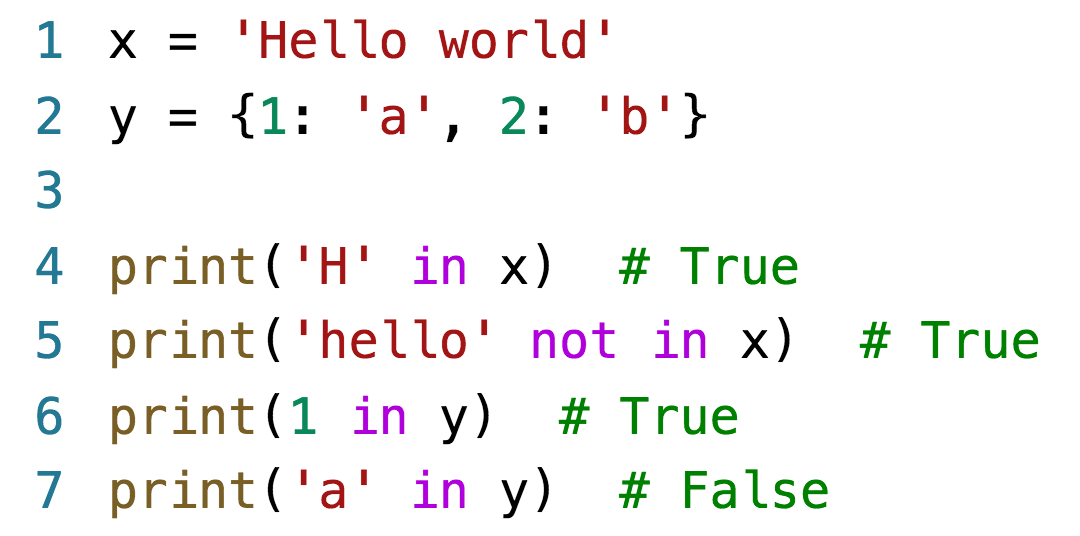 1 x = 'Hello world'
2 y = {1: 'a', 2: 'b'}
3
4 print('H' in x)  # True
5 print('hello' not in x)  # True
6 print(1 in y)  # True
7 print('a' in y)  # False